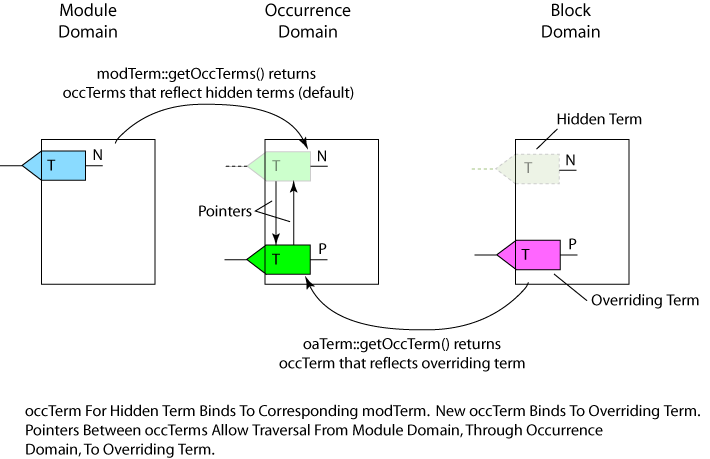 Module
Domain
Occurrence
Domain
Block
Domain
modTerm::getOccTerms() returns
occTerms that reflect hidden terms (default)
Hidden Term
T
N
T
N
T
N
Pointers
T
P
T
P
Overriding Term
oaTerm::getOccTerm() returns
occTerm that reflects overriding term
occTerm For Hidden Term Binds To Corresponding modTerm. New occTerm Binds To Overriding Term.
Pointers Between occTerms Allow Traversal From Module Domain, Through Occurrence
Domain, To Overriding Term.